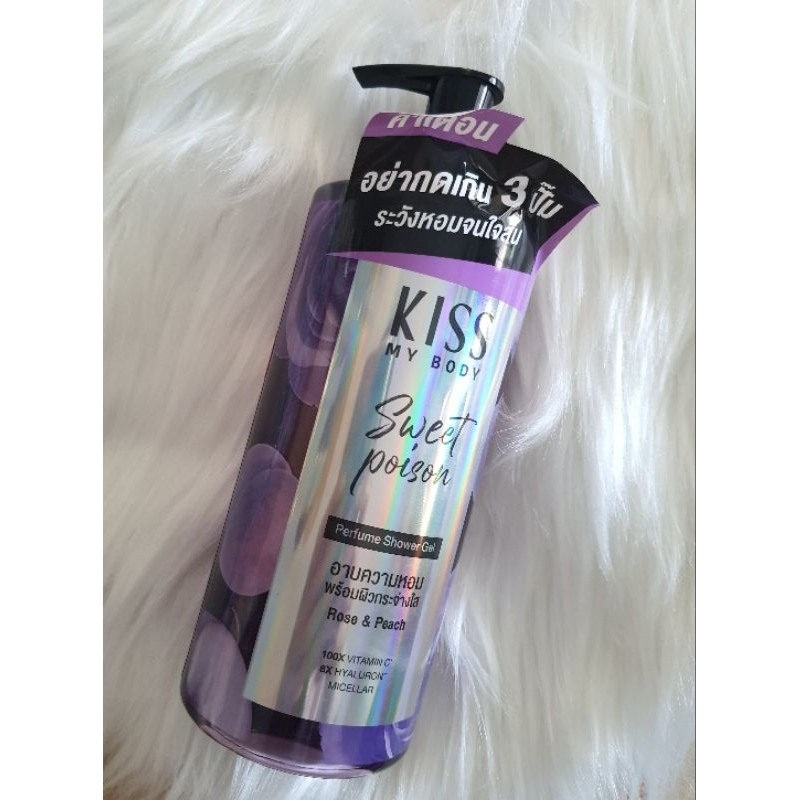 คำเตือน
อย่ากดเกิน 3 ปั๊ม
ระวังหอมจนใจสั่น
KISS
MY BODY
Sweet
poison
Perfume Shower Gel
อาบความหอม
พร้อมผิวกระจ่างใส
Rose & Peach
100X VITAMIN C*
8X HYALURON
MICELLAR